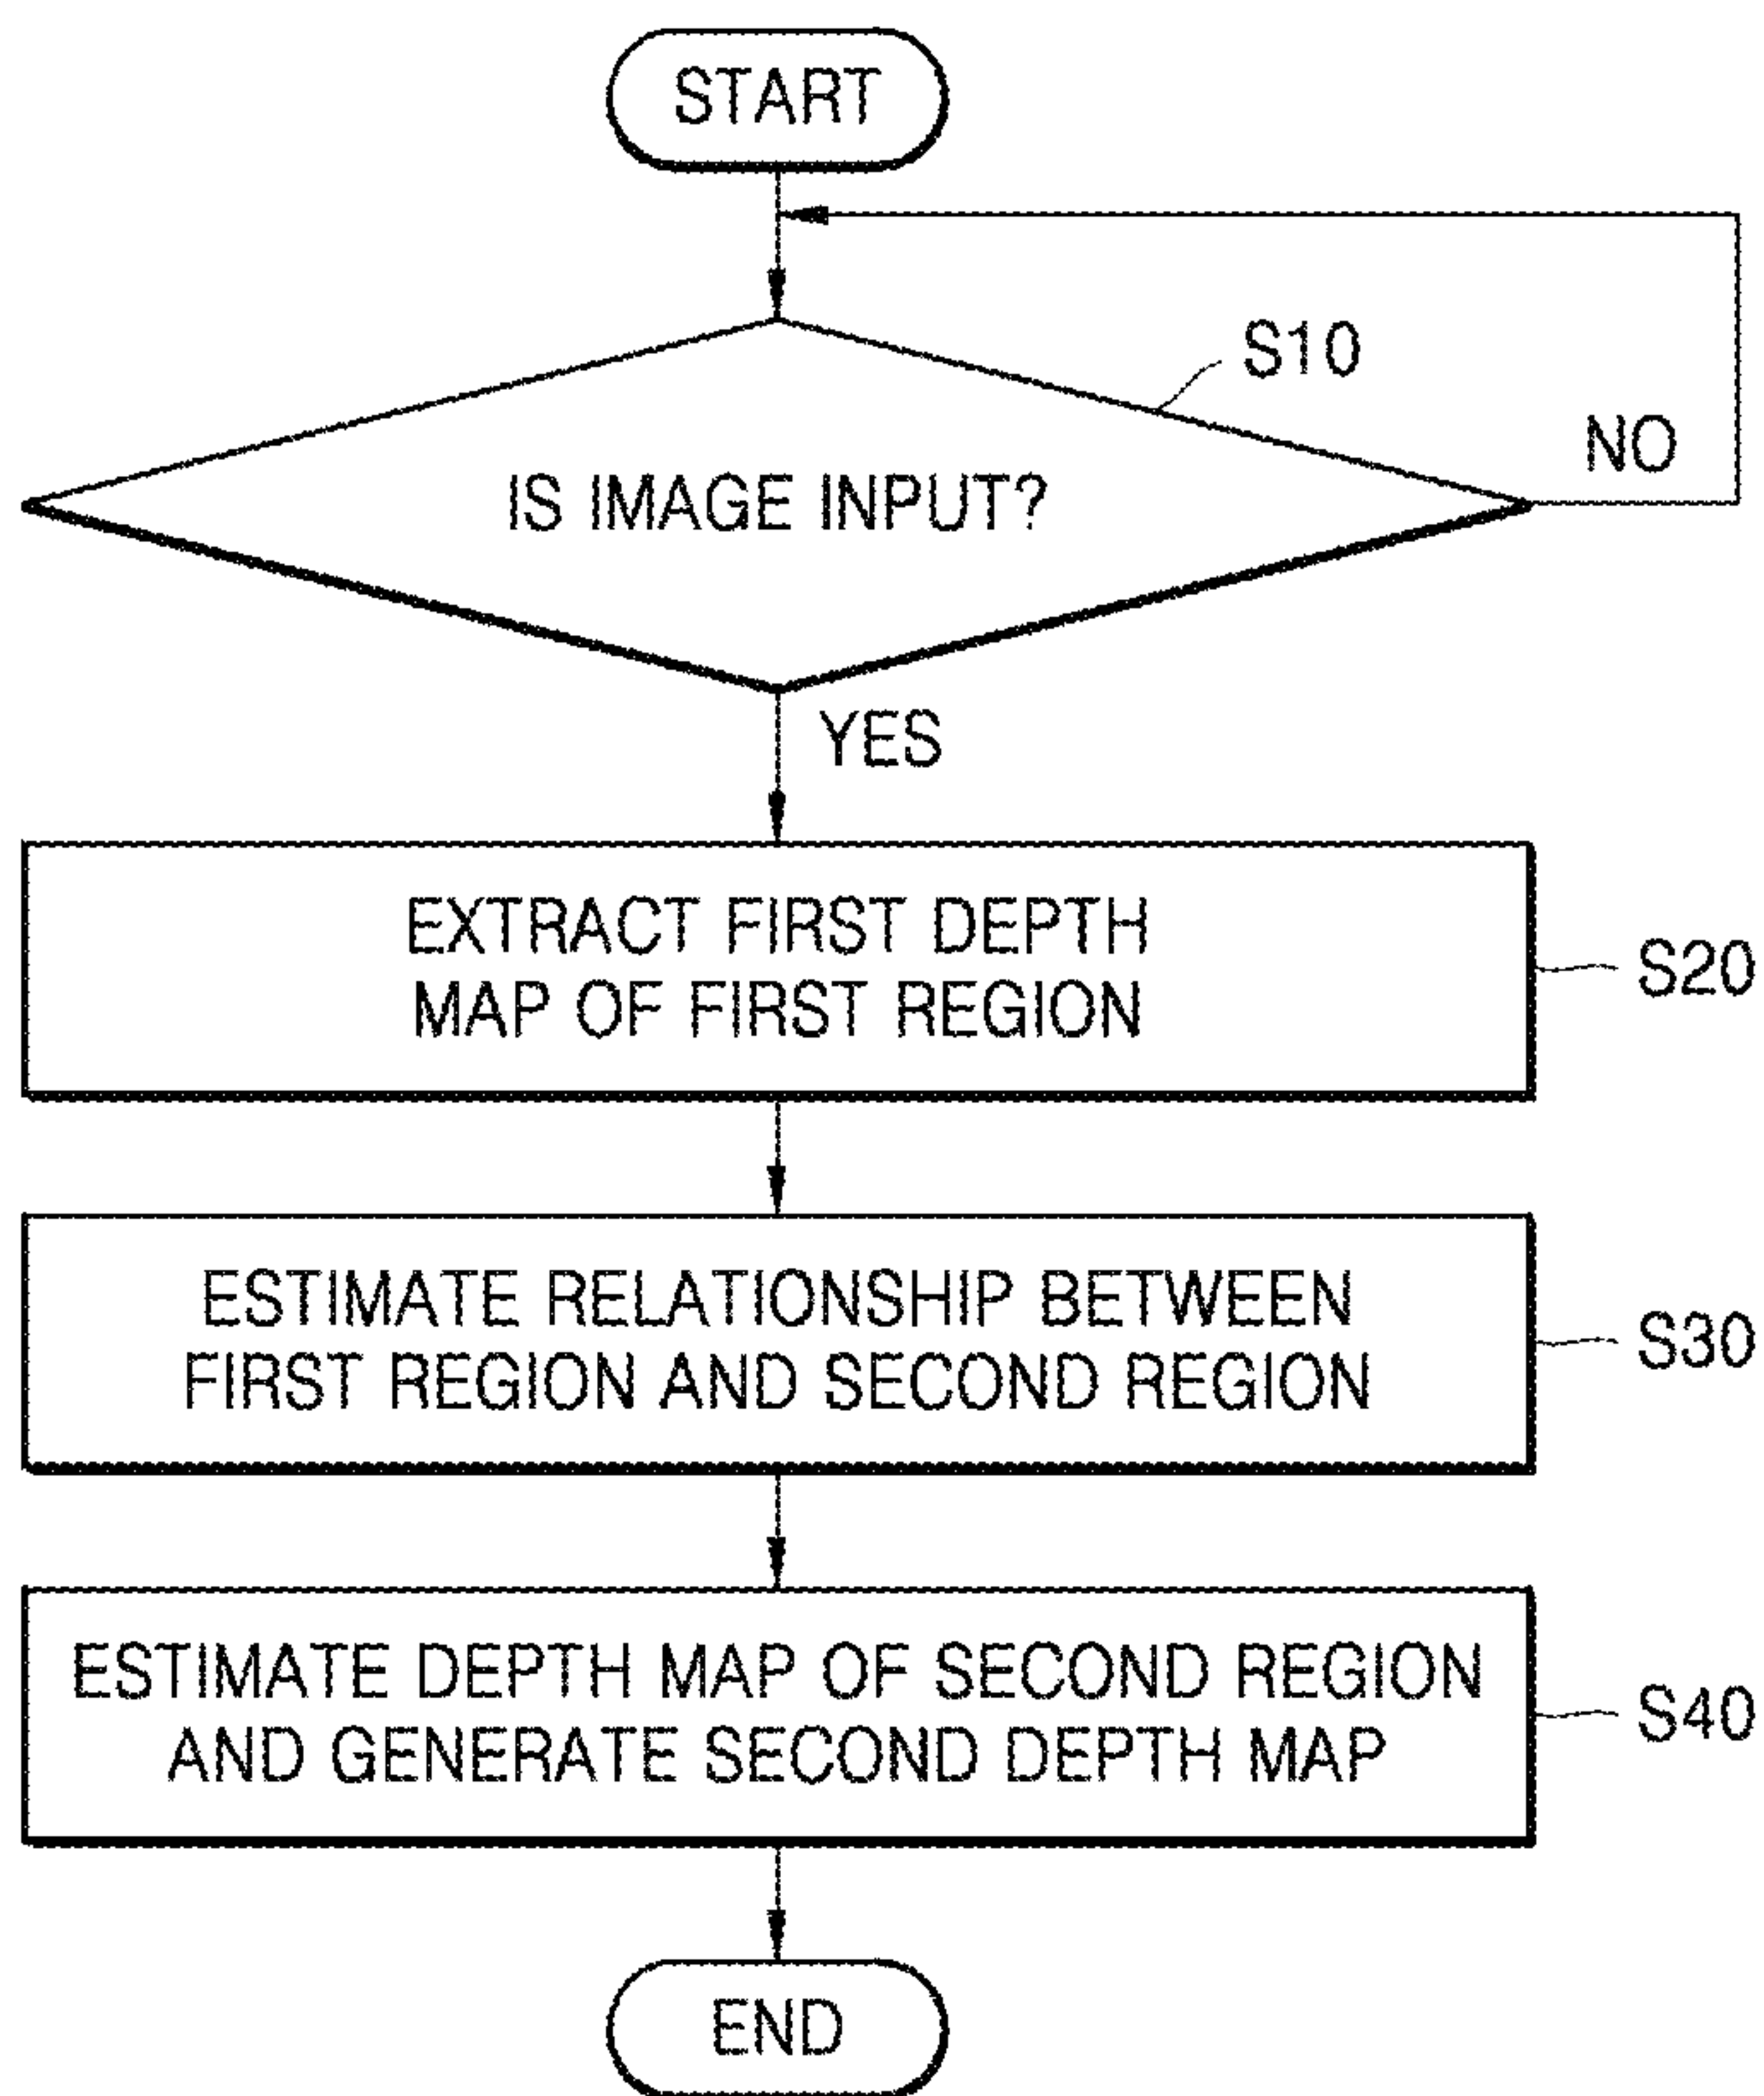 START
S10
NO
IS IMAGE INPUT?
YES
EXTRACT FIRST DEPTH
MAP OF FIRST REGION
S20
ESTIMATE RELATIONSHIP BETWEEN
FIRST REGION AND SECOND REGION
S30
ESTIMATE DEPTH MAP OF SECOND REGION
AND GENERATE SECOND DEPTH MAP
S40
END